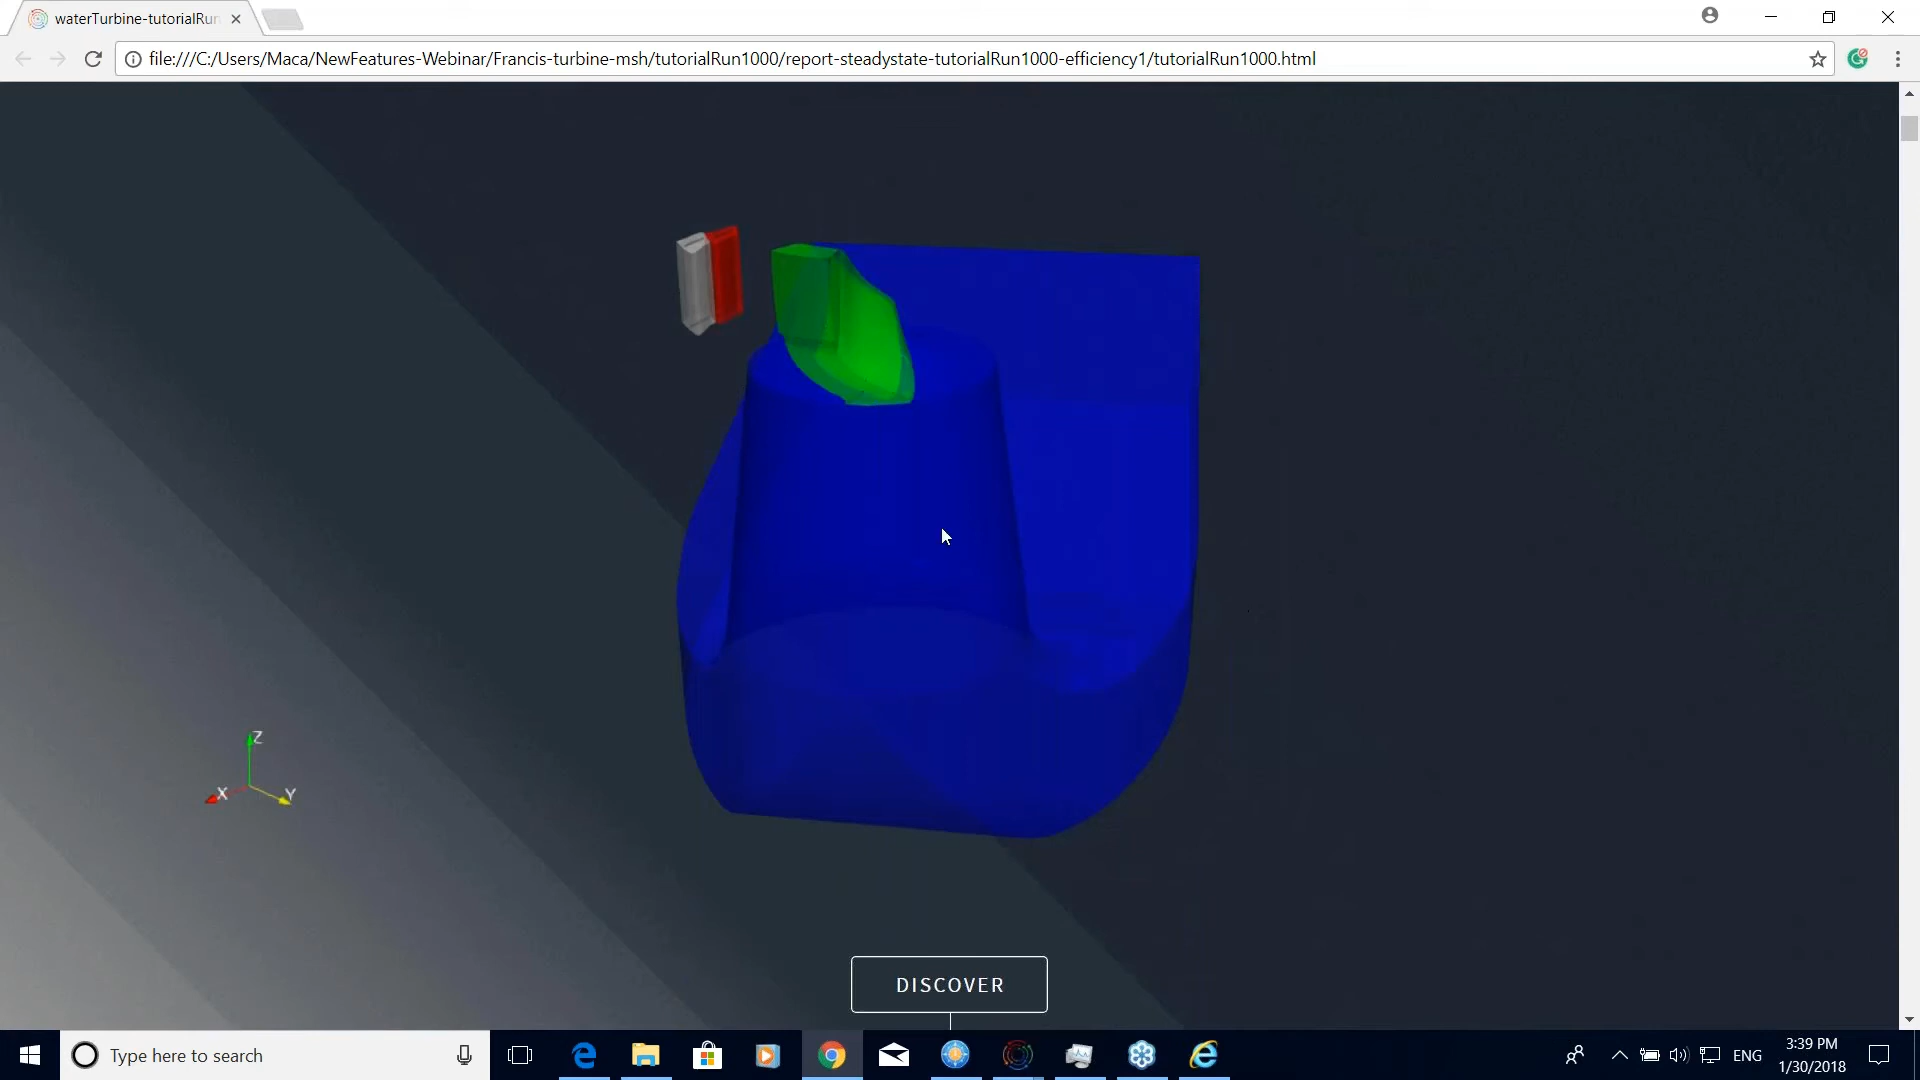 waterTurbine-tutorialRun
file:///C:/Users/Maca/NewFeatures-Webinar/Francis-turbine-msh/tutorialRun1000/report-steadystate-tutorialRun1000-efficiency1/tutorialRun1000.html
Z
X
Y
DISCOVER
Type here to search
ENG
3:39 PM
1/30/2018